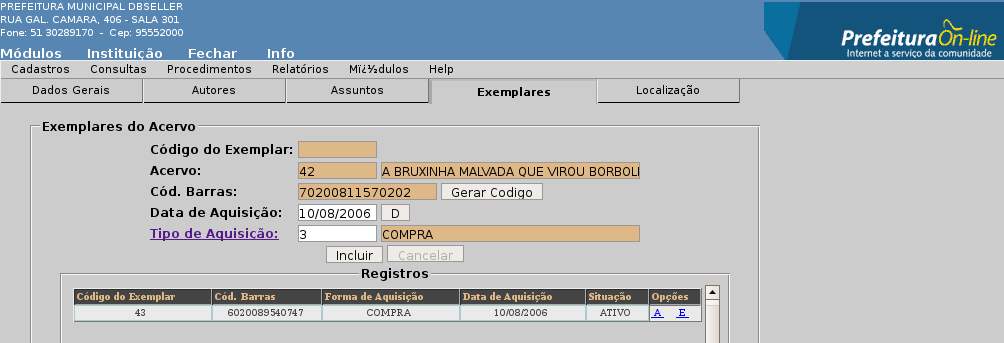 PREFEITURA MUNICIPAL DBSELLER
RUA GAL. CAMARA, 406 - SALA 301
Fone: 51 30289170 - Cep: 95552000
Módulos Instituição Fechar Info
PrefeituraOn-line
Internet a serviço da comunidade
Cadastros Consultas Procedimentos Relatórios Mï¿½dulos Help
Dados Gerais Autores Assuntos Exemplares Localização
Exemplares do Acervo
Código do Exemplar:
Acervo: 42 A BRUXINHA MALVADA QUE VIROU BORBOL
Cód. Barras: 70200811570202 Gerar Codigo
Data de Aquisição: 10/08/2006 D
Tipo de Aquisição: 3 COMPRA
Incluir Cancelar
Registros
Código do Exemplar Cód. Barras Forma de Aquisição Data de Aquisição Situação Opções
43 6020089540747 COMPRA 10/08/2006 ATIVO A E